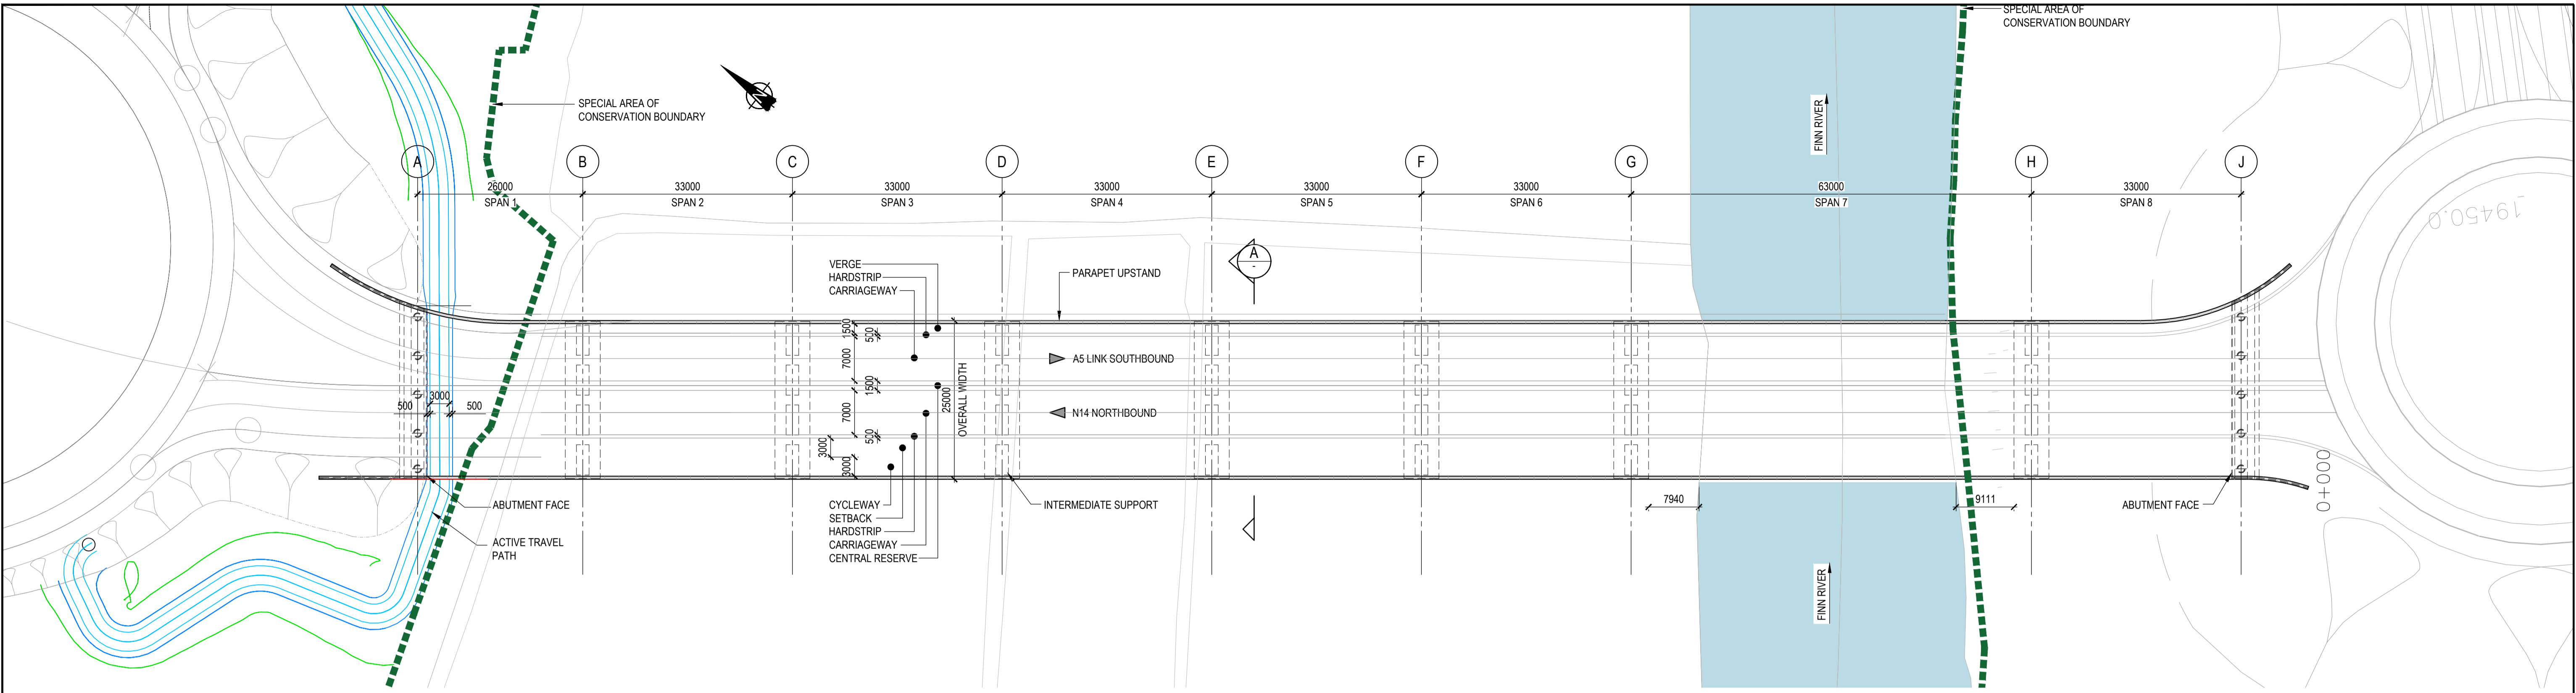 SPECIAL AREA OF
CONSERVATION BOUNDARY
SPECIAL AREA OF
CONSERVATION BOUNDARY
N
FINN RIVER
A
B
C
D
E
F
G
H
J
26000
33000
33000
33000
33000
33000
63000
33000
SPAN 1
SPAN 2
SPAN 3
SPAN 4
SPAN 5
SPAN 6
SPAN 7
SPAN 8
19450.0
A
-
VERGE
HARDSTRIP
CARRIAGEWAY
PARAPET UPSTAND
1500
500
7000
1500
7000
500
3000
3000
25000
OVERALL WIDTH
A5 LINK SOUTHBOUND
N14 NORTHBOUND
500
3000
500
ABUTMENT FACE
ACTIVE TRAVEL
PATH
CYCLEWAY
SETBACK
HARDSTRIP
CARRIAGEWAY
CENTRAL RESERVE
INTERMEDIATE SUPPORT
7940
9111
ABUTMENT FACE
0+000
FINN RIVER